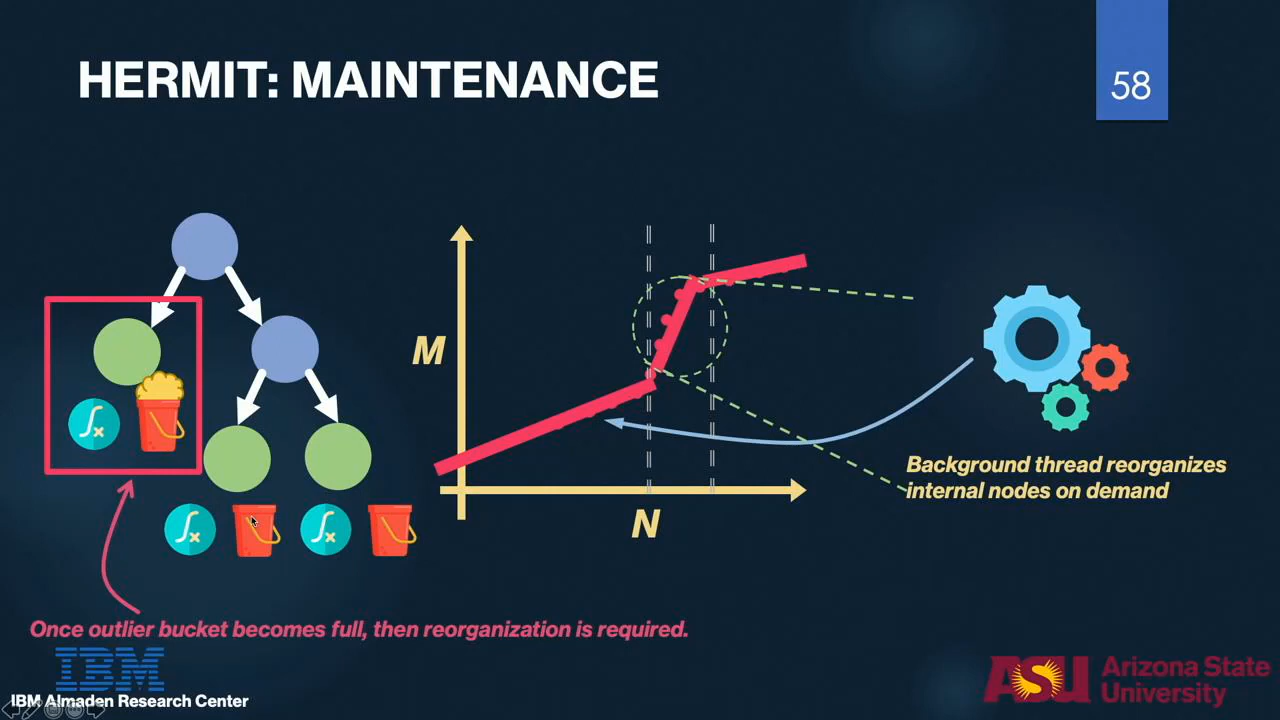 HERMIT: MAINTENANCE
58
M
N
Background thread reorganizes
internal nodes on demand
Once outlier bucket becomes full, then reorganization is required.
IBM
IBM Almaden Research Center
ASU Arizona State
University